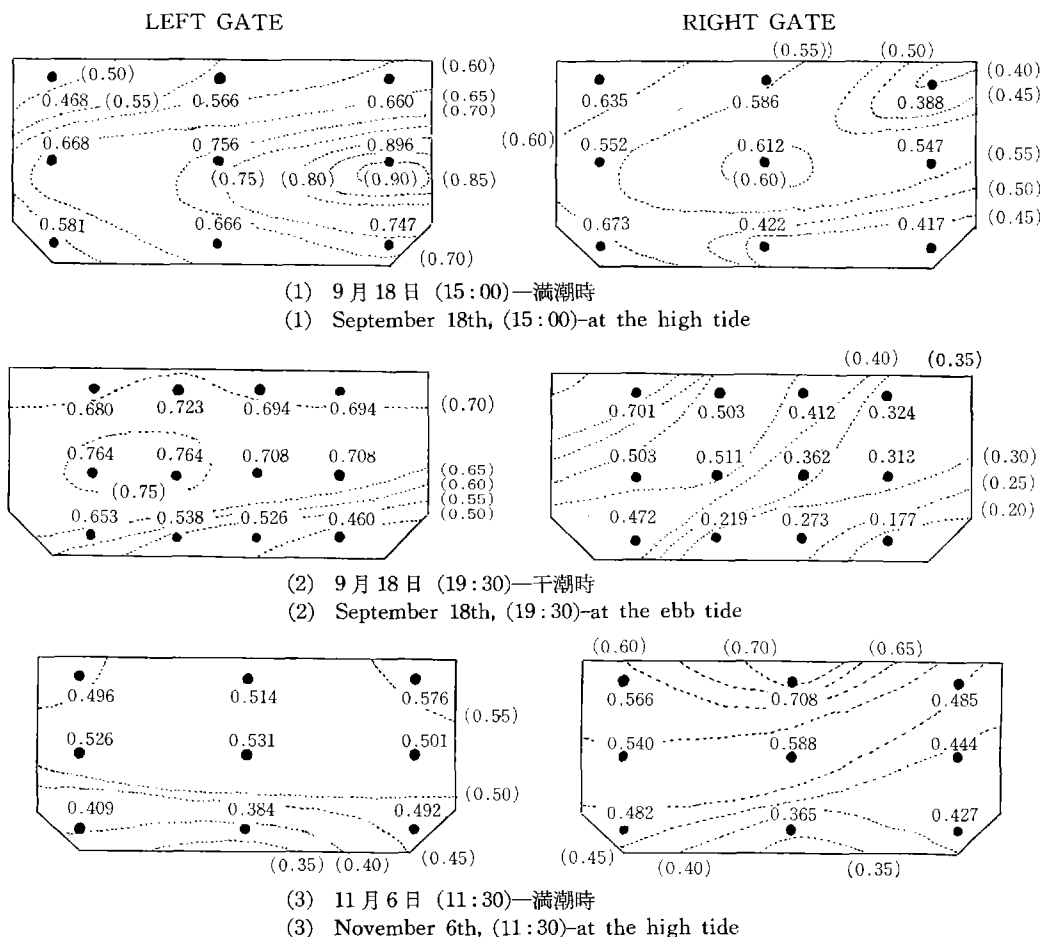 LEFT GATE
RIGHT GATE
(0.50) (0.60)
0.468 (0.55) 0.566 0.660 (0.65)
(0.70)
0.668 0.756 0.896
(0.75) (0.80) (0.90) (0.85)
0.581 0.666 0.747
(0.70)
(0.55)) (0.50)
(0.40)
0.635 0.586 0.388 (0.45)
(0.60) 0.552 0.612 0.547 (0.55)
(0.60) (0.50)
0.673 0.422 0.417 (0.45)
(1) 9月18日 (15:00)—満潮時
(1) September 18th, (15:00)-at the high tide
0.680 0.723 0.694 0.694 (0.70)
0.764 0.764 0.708 0.708
(0.75) (0.65)
(0.60)
(0.55)
0.653 0.538 0.526 0.460 (0.50)
(0.40) (0.35)
0.701 0.503 0.412 0.324
0.503 0.511 0.362 0.313 (0.30)
(0.25)
0.472 0.219 0.273 0.177 (0.20)
(2) 9月18日 (19:30)—干潮時
(2) September 18th, (19:30)-at the ebb tide
0.496 0.514 0.576
(0.55)
0.526 0.531 0.501
(0.50)
0.409 0.384 0.492
(0.35) (0.40) (0.45)
(0.60) (0.70) (0.65)
0.566 0.708 0.485
0.540 0.588 0.444
0.482 0.365 0.427
(0.45) (0.40) (0.35)
(3) 11月6日 (11:30)—満潮時
(3) November 6th, (11:30)-at the high tide